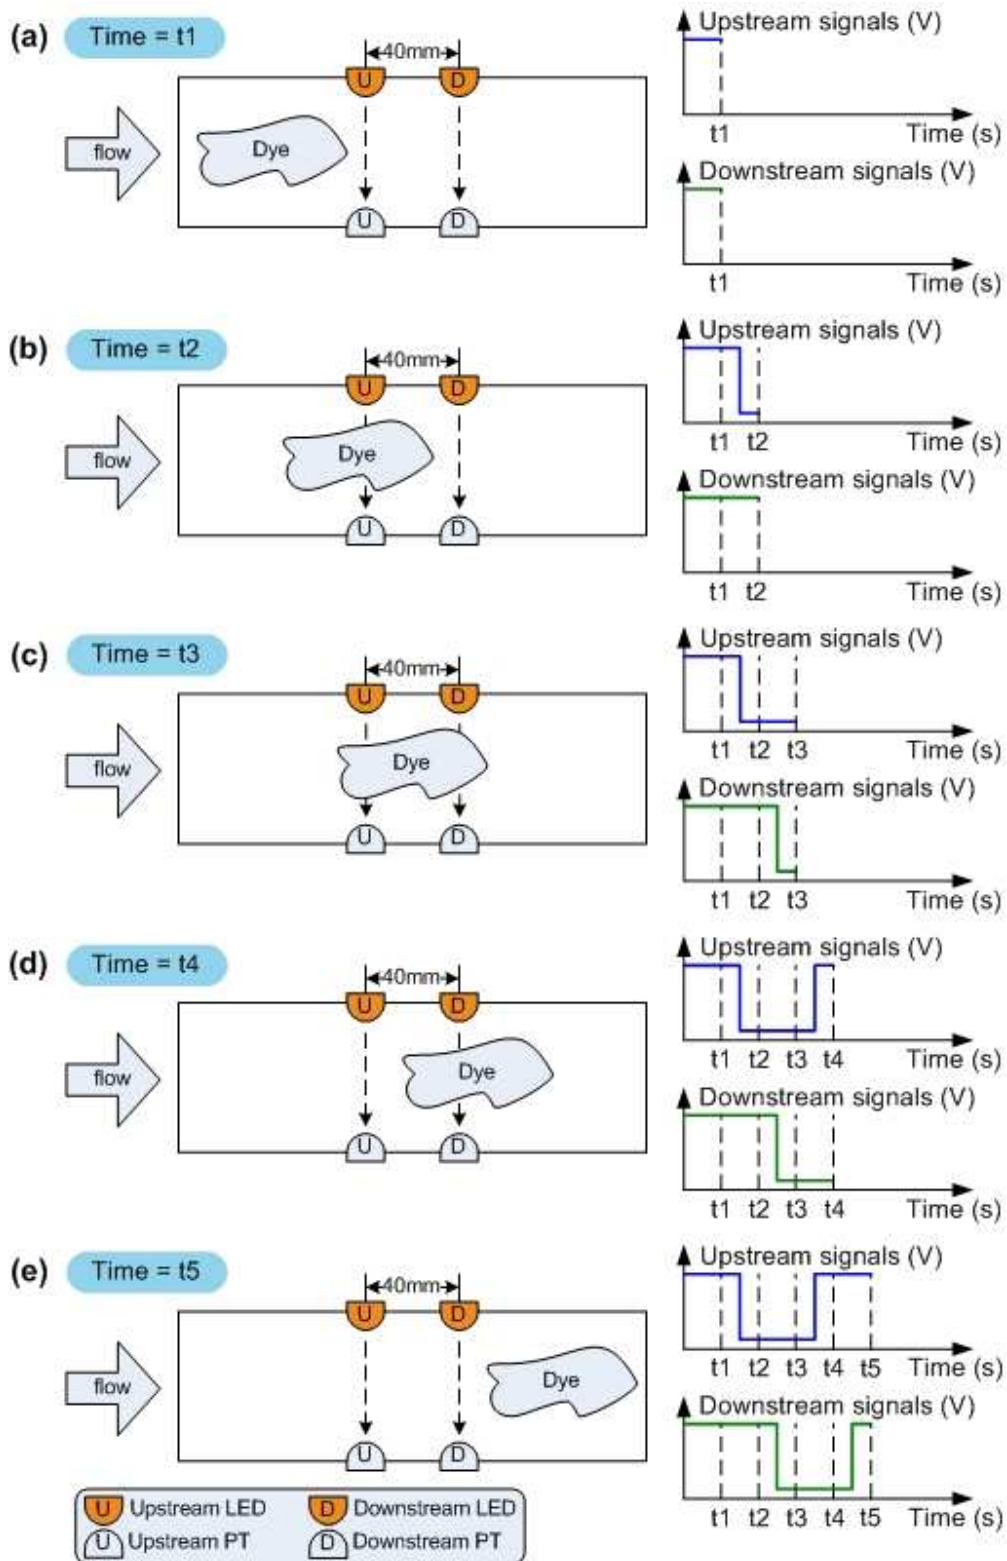 (a) Time = t1
40mm
U D
flow
Dye
U D
Upstream signals (V)
t1 Time (s)
Downstream signals (V)
t1 Time (s)
(b) Time = t2
40mm
U D
flow
Dye
U D
Upstream signals (V)
t1 t2 Time (s)
Downstream signals (V)
t1 t2 Time (s)
(c) Time = t3
40mm
U D
flow
Dye
U D
Upstream signals (V)
t1 t2 t3 Time (s)
Downstream signals (V)
t1 t2 t3 Time (s)
(d) Time = t4
40mm
U D
flow
Dye
U D
Upstream signals (V)
t1 t2 t3 t4 Time (s)
Downstream signals (V)
t1 t2 t3 t4 Time (s)
(e) Time = t5
40mm
U D
flow
Dye
U D
Upstream signals (V)
t1 t2 t3 t4 t5 Time (s)
Downstream signals (V)
t1 t2 t3 t4 t5 Time (s)
U Upstream LED D Downstream LED
U Upstream PT D Downstream PT